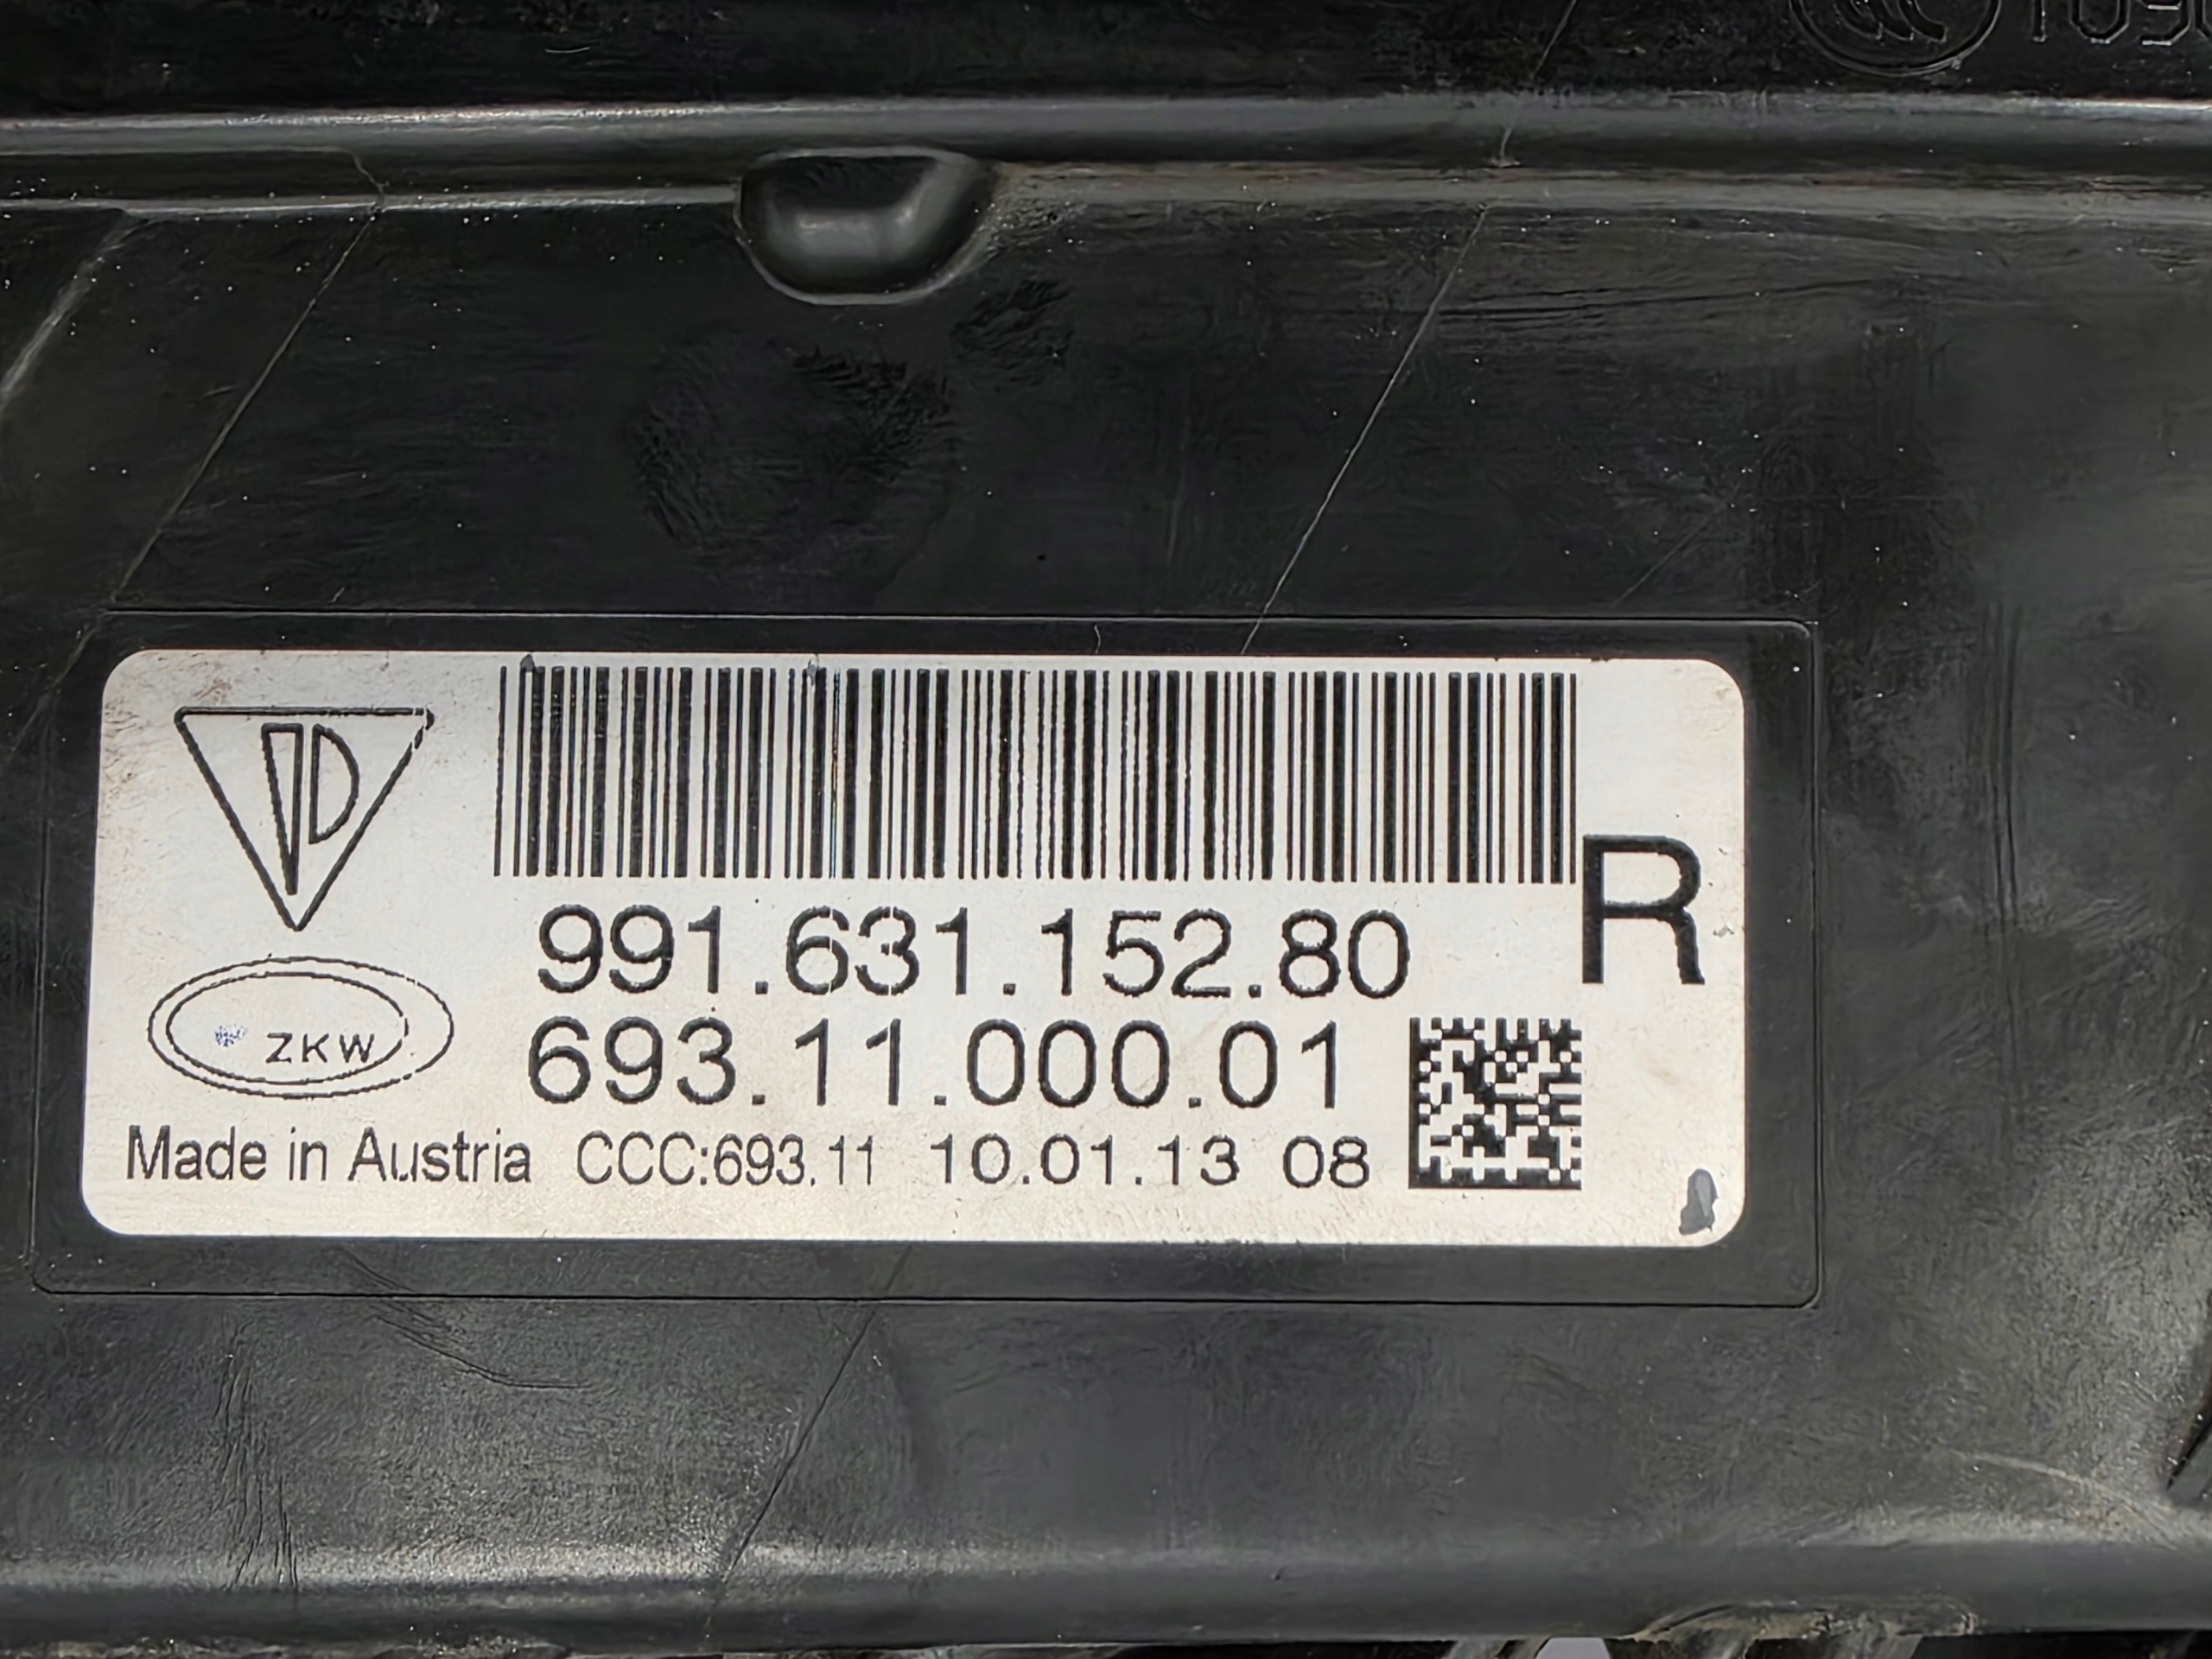 991.631.152.80
R
ZKW
693.11.000.01
Made in Austria CCC:693.11 10.01.13 08